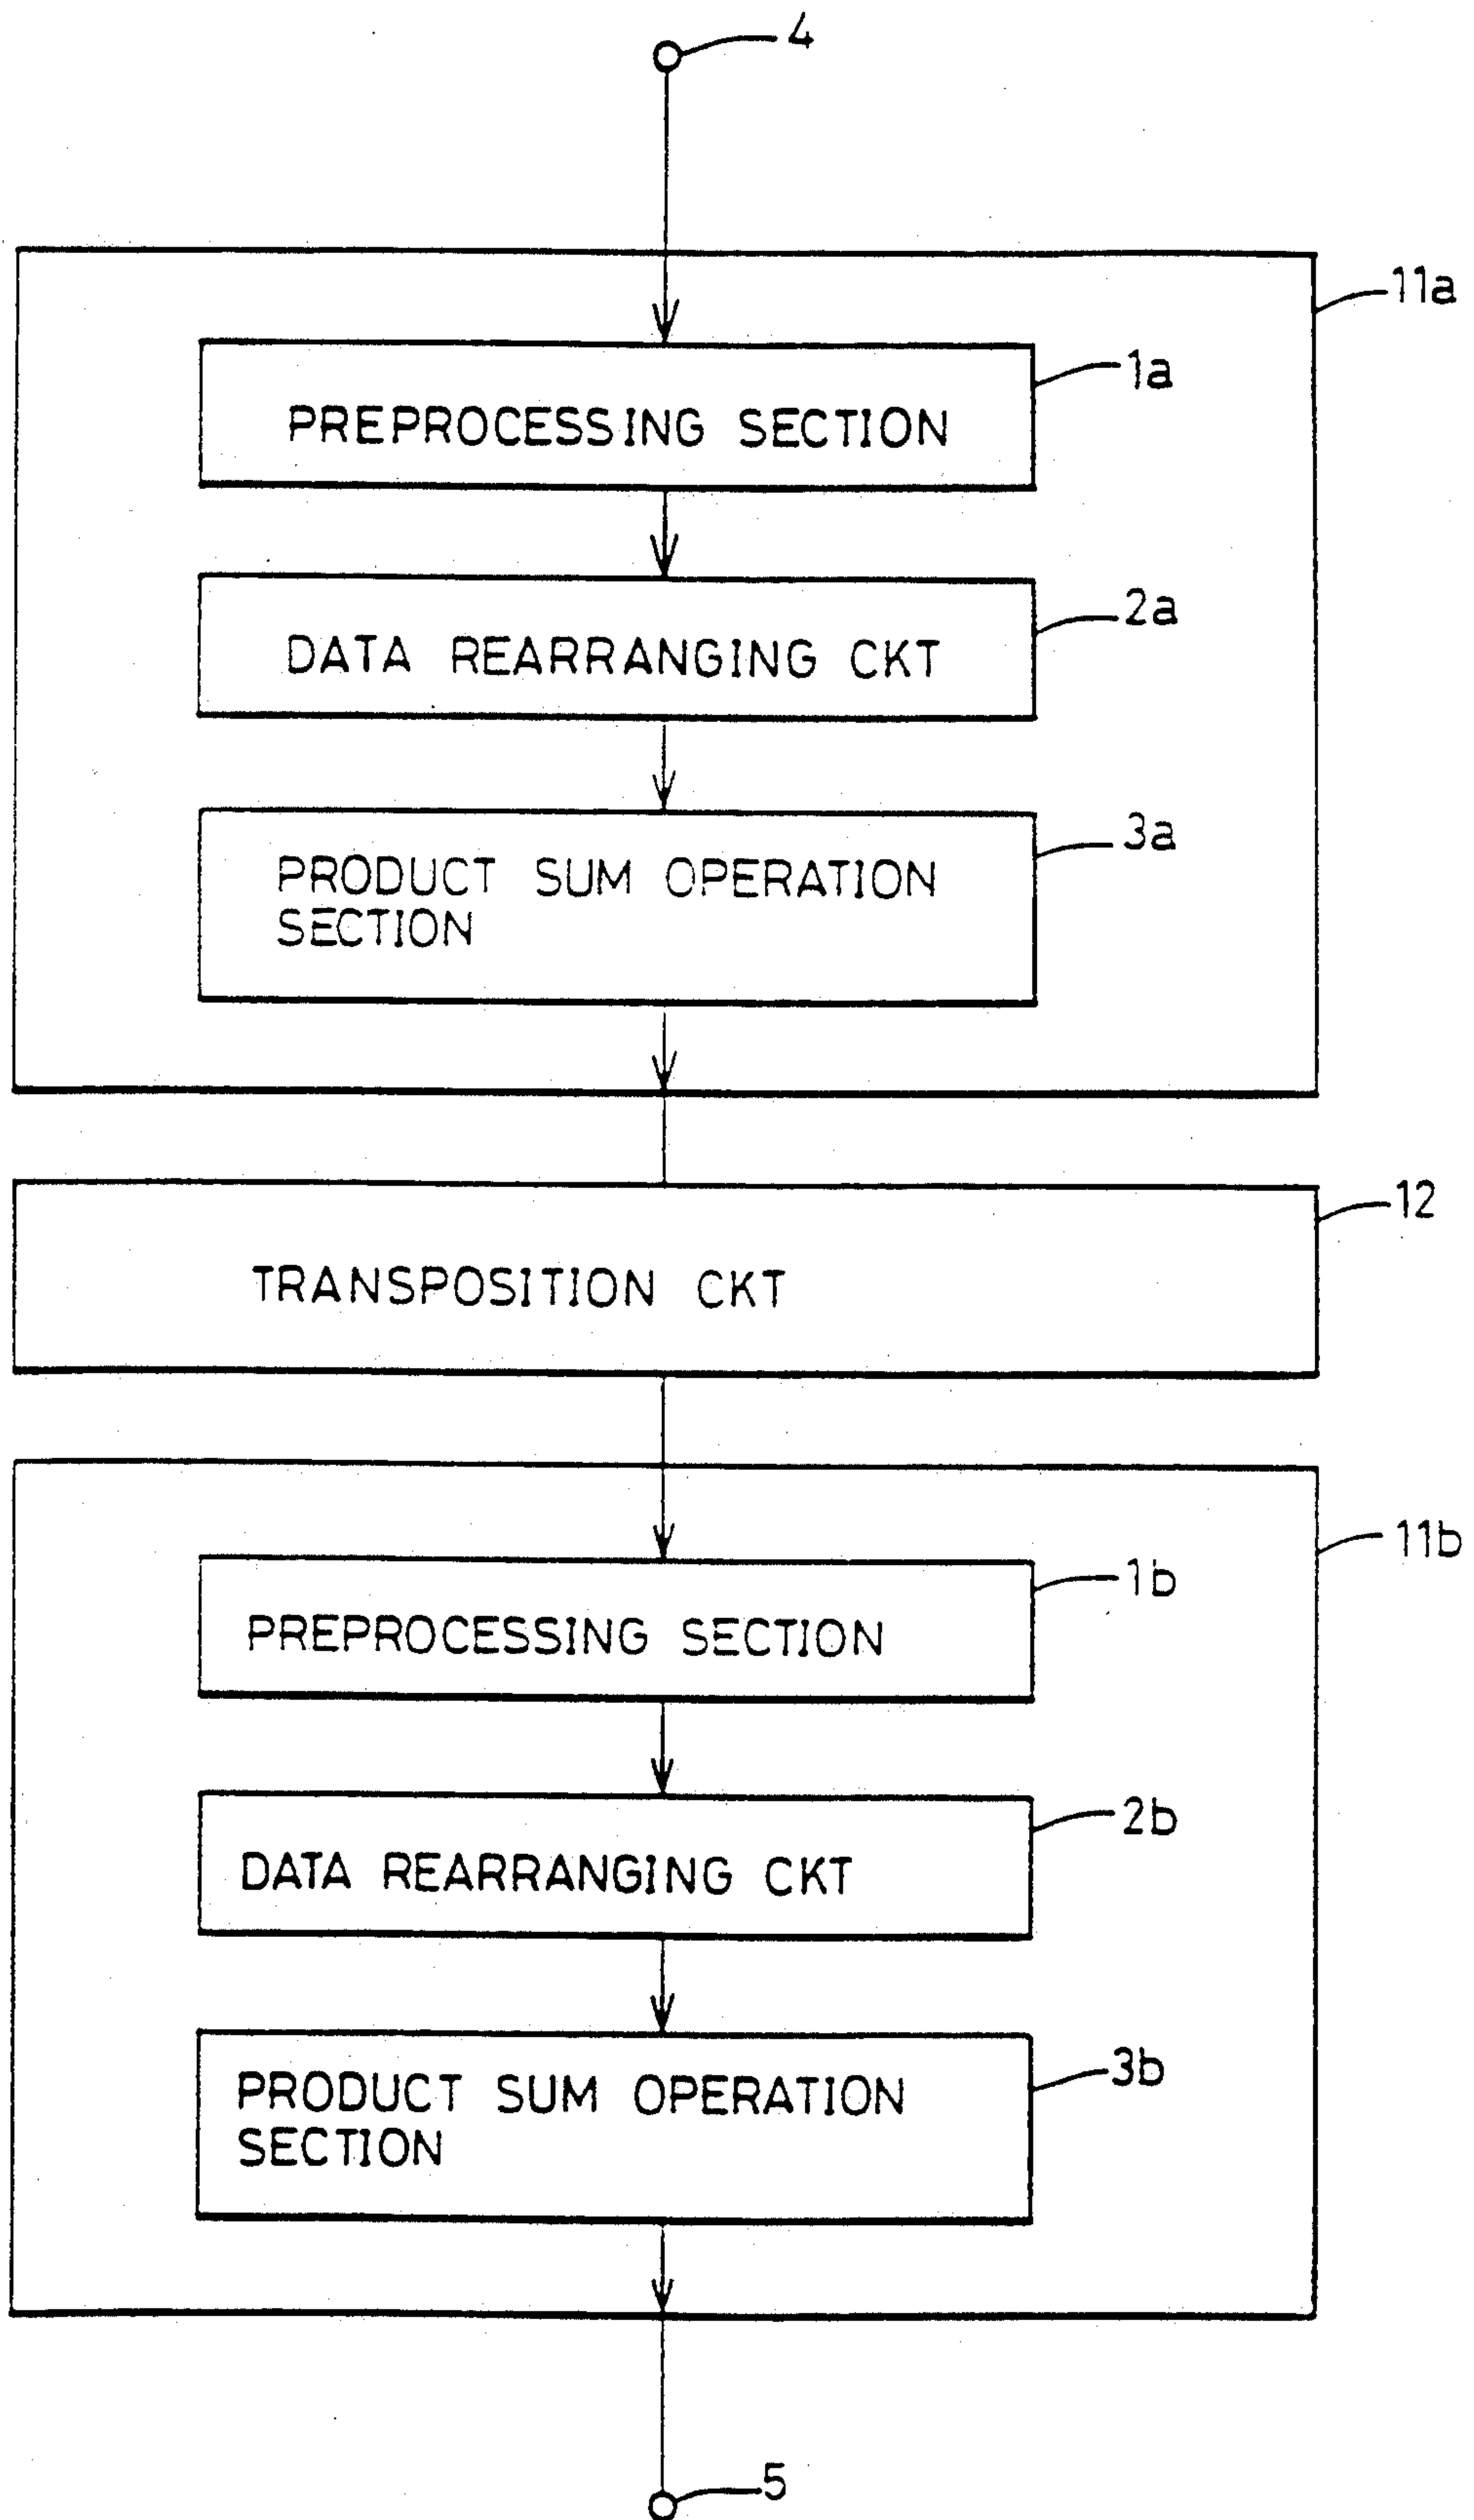 4
11a
1a
PREPROCESSING SECTION
2a
DATA REARRANGING CKT
3a
PRODUCT SUM OPERATION
SECTION
12
TRANSPOSITION CKT
11b
1b
PREPROCESSING SECTION
2b
DATA REARRANGING CKT
3b
PRODUCT SUM OPERATION
SECTION
5